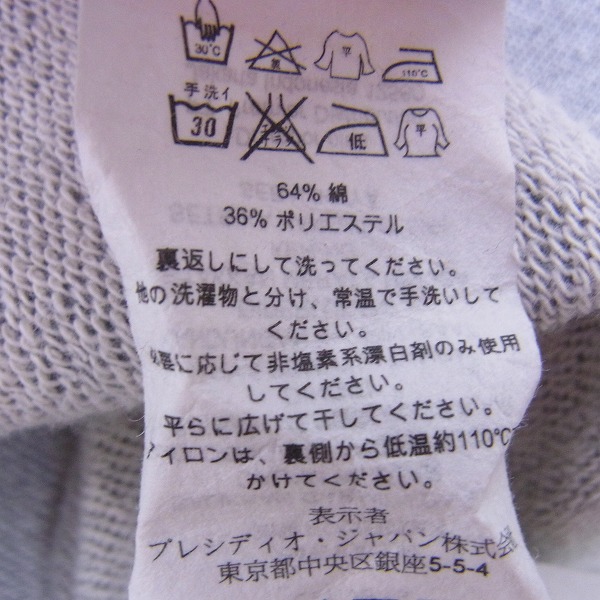 30°C 平 110°C
手洗イ
30 低 平
64% 綿
36% ポリエステル
裏返しにして洗ってください。
他の洗濯物と分け、常温で手洗いして
ください。
必要に応じて非塩素系漂白剤のみ使用
してください。
平らに広げて干してください。
アイロンは、裏側から低温約110°C
かけてください。
表示者
プレシディオ・ジャパン株式会
東京都中央区銀座5-5-4